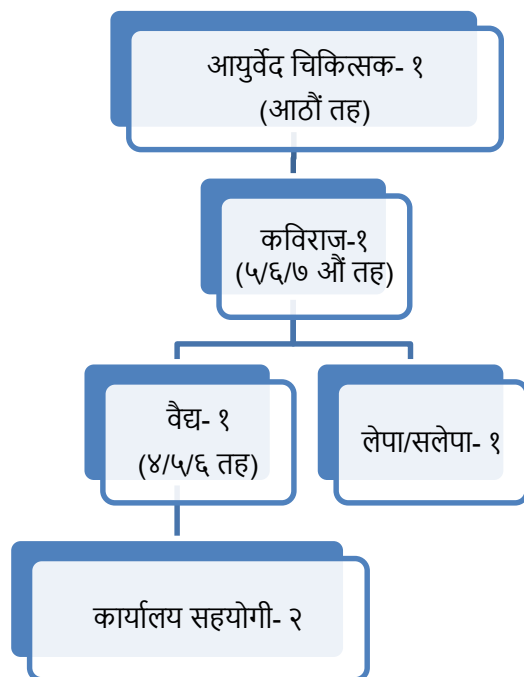 आयुर्वेद चिकित्सक- १
(आठौं तह)
कविराज-१
(५/६/७ औं तह)
वैद्य- १
(४/५/६ तह)
लेपा/सलेपा- १
कार्यालय सहयोगी- २